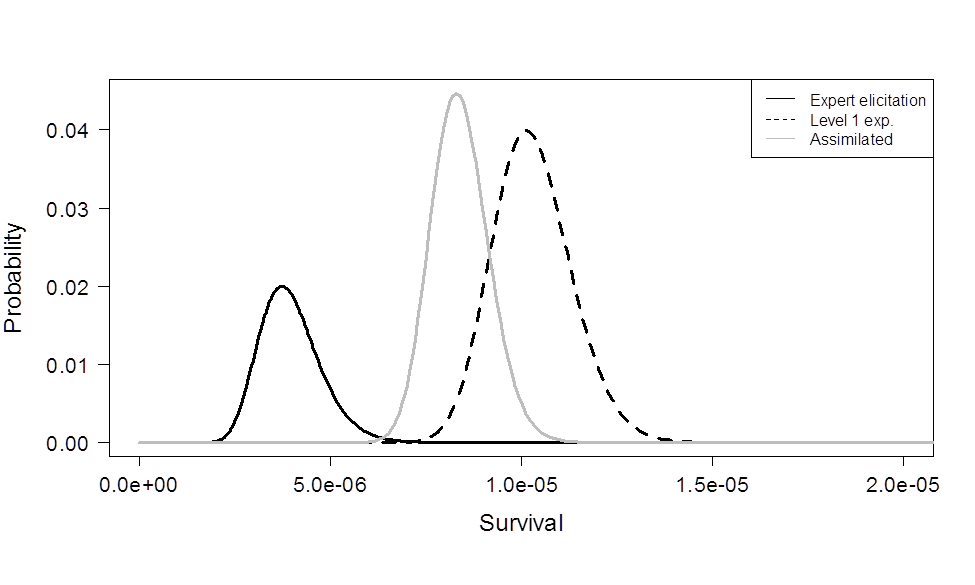 Expert elicitation
Level 1 exp.
Assimilated
Probability
0.04
0.03
0.02
0.01
0.00
0.0e+00 5.0e-06 1.0e-05 1.5e-05 2.0e-05
Survival